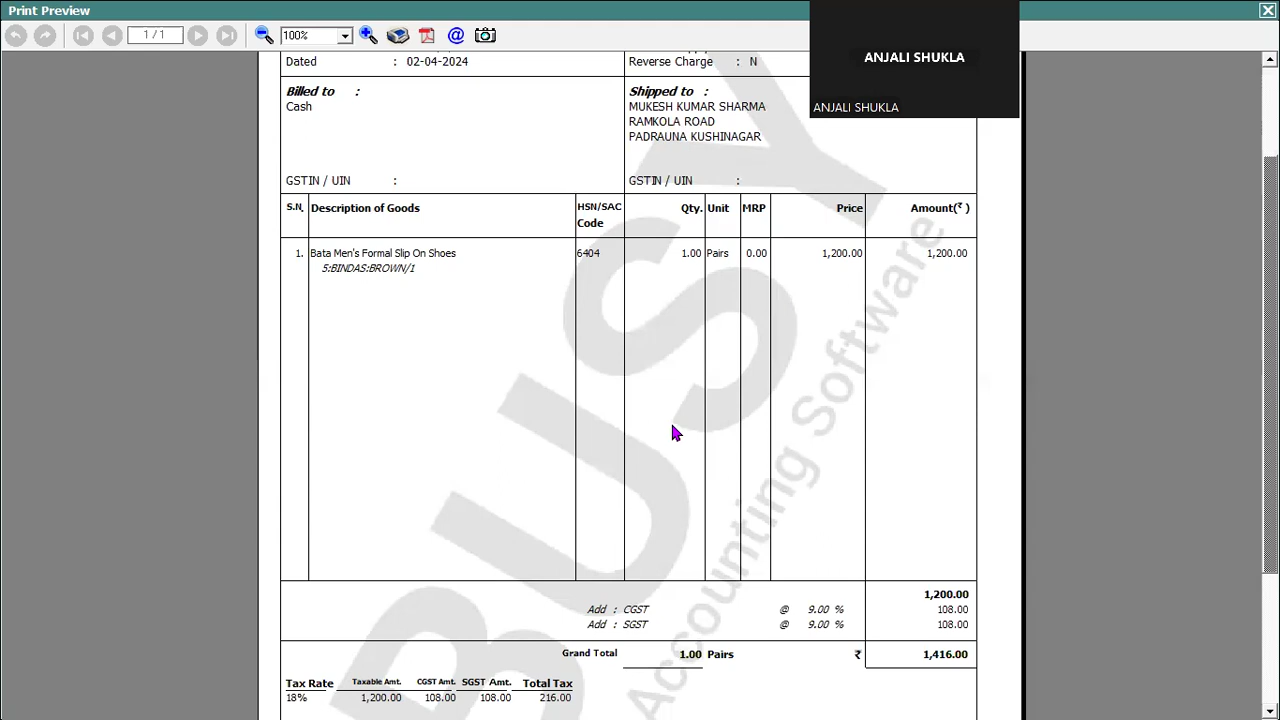 Print Preview
ANJALI SHUKLA
ANJALI SHUKLA
1 / 1
100%
Dated : 02-04-2024
Reverse Charge : N
Billed to :
Cash
GSTIN / UIN :
Shipped to :
MUKESH KUMAR SHARMA
RAMKOLA ROAD
PADRAUNA KUSHINAGAR
GSTIN / UIN :
S.N. Description of Goods HSN/SAC Code Qty. Unit MRP Price Amount(₹ )
1. Bata Men's Formal Slip On Shoes 6404 1.00 Pairs 0.00 1,200.00 1,200.00
5:BINDAS:BROWN/1
1,200.00
Add : CGST @ 9.00 % 108.00
Add : SGST @ 9.00 % 108.00
Grand Total 1.00 Pairs ₹ 1,416.00
Tax Rate Taxable Amt. CGST Amt. SGST Amt. Total Tax
18% 1,200.00 108.00 108.00 216.00
BUSY
Accounting Software